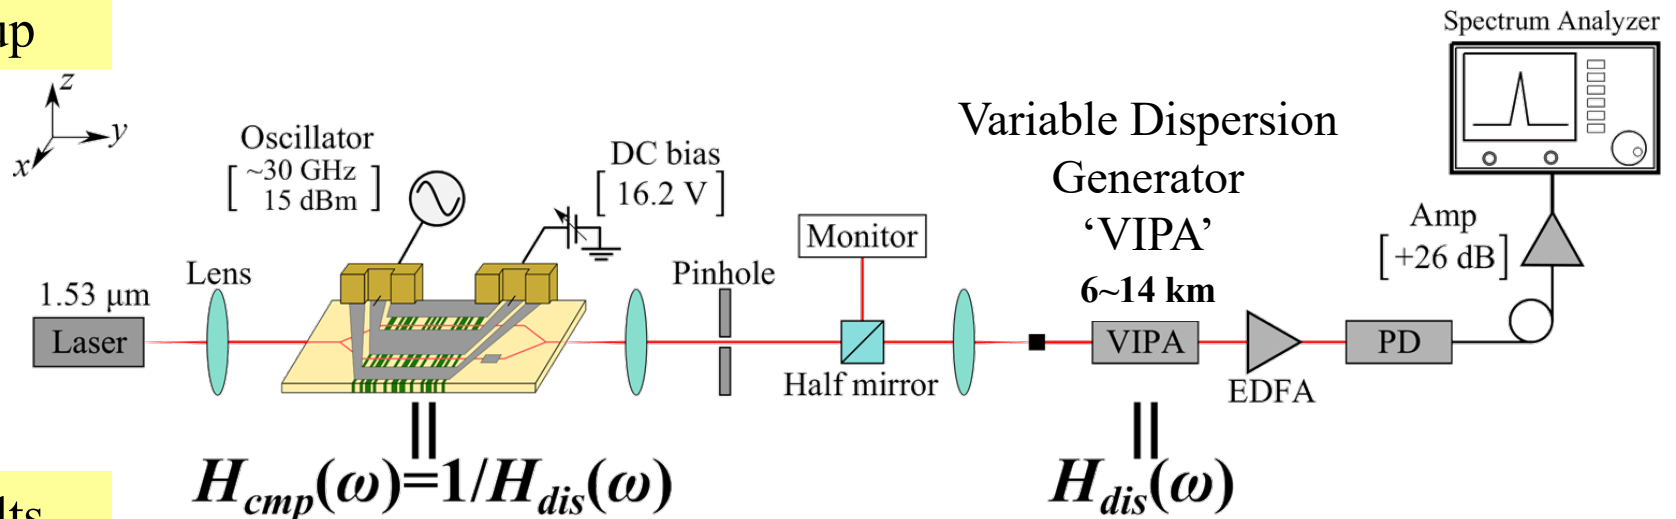 up
Spectrum Analyzer
z
y
x
Oscillator
[ ~30 GHz
15 dBm ]
DC bias
[ 16.2 V ]
Variable Dispersion
Generator
‘VIPA’
6~14 km
Amp
[+26 dB]
Monitor
Lens
Pinhole
1.53 μm
Laser
VIPA
PD
Half mirror
EDFA
H_cmp(ω)=1/H_dis(ω)
H_dis(ω)
lts